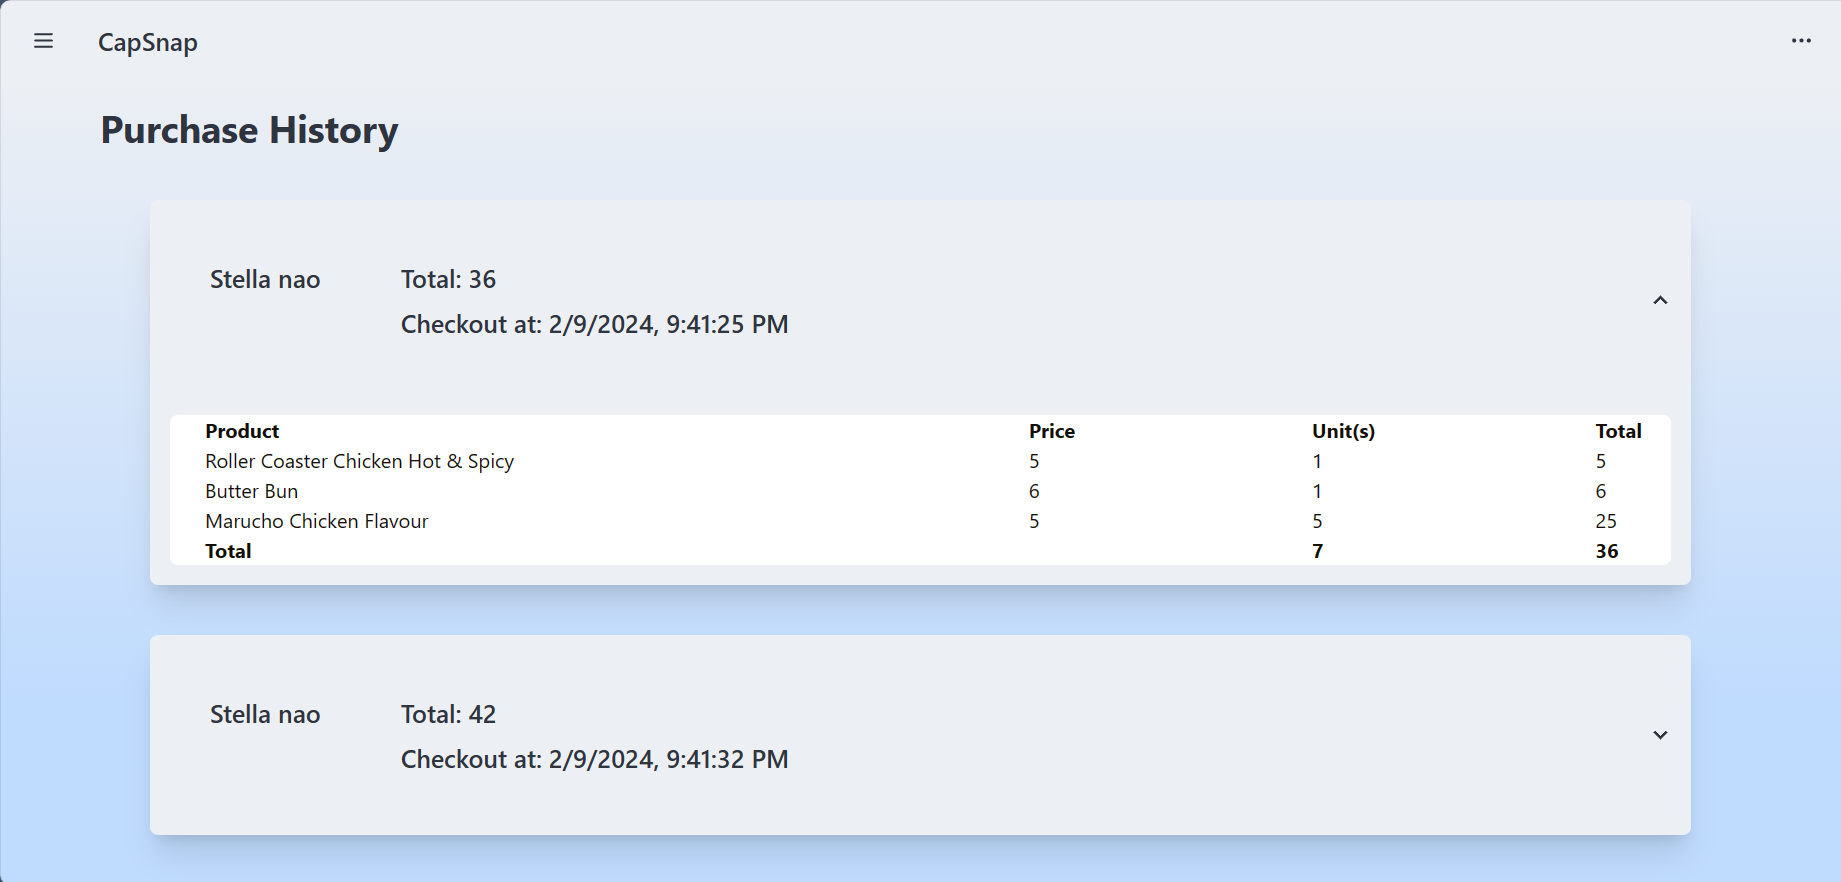 CapSnap
Purchase History
Stella nao Total: 36
Checkout at: 2/9/2024, 9:41:25 PM
Product Price Unit(s) Total
Roller Coaster Chicken Hot & Spicy 5 1 5
Butter Bun 6 1 6
Marucho Chicken Flavour 5 5 25
Total 7 36
Stella nao Total: 42
Checkout at: 2/9/2024, 9:41:32 PM